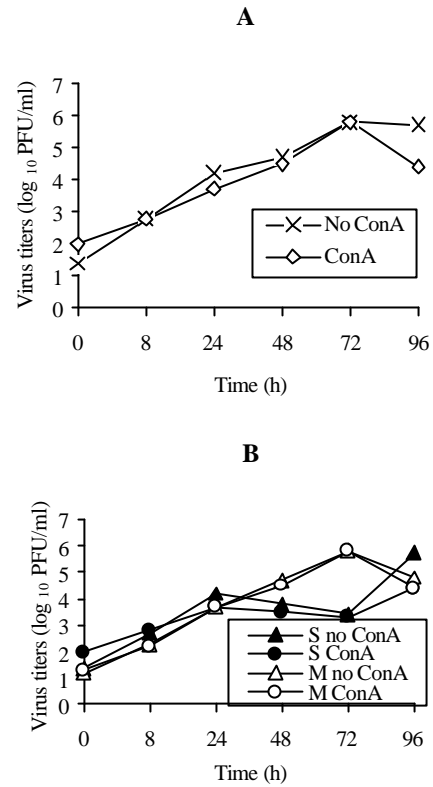 A
Virus titers (log 10 PFU/ml)
7
6
5
4
3
2
1
0
No ConA
ConA
0 8 24 48 72 96
Time (h)
B
Virus titers (log 10 PFU/ml)
7
6
5
4
3
2
1
0
S no ConA
S ConA
M no ConA
M ConA
0 8 24 48 72 96
Time (h)